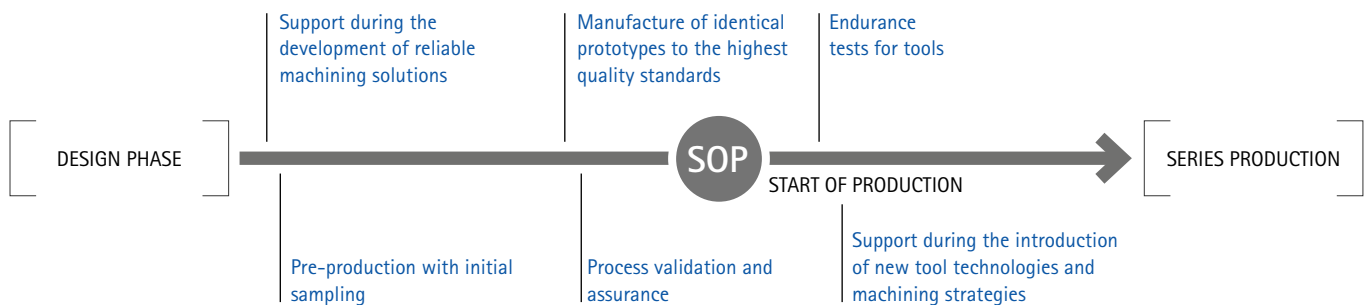 Support during the
development of reliable
machining solutions
Manufacture of identical
prototypes to the highest
quality standards
Endurance
tests for tools
DESIGN PHASE
SOP
START OF PRODUCTION
SERIES PRODUCTION
Pre-production with initial
sampling
Process validation and
assurance
Support during the introduction
of new tool technologies and
machining strategies